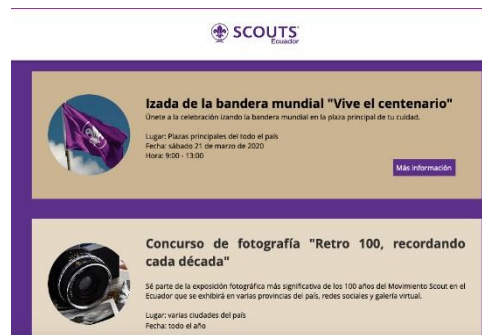 SCOUTS
Ecuador
Izada de la bandera mundial "Vive el centenario"
Únete a la celebración izando la bandera mundial en la plaza principal de tu cuidad.
Lugar: Plazas principales del todo el país
Fecha: sábado 21 de marzo de 2020
Hora: 9:00 - 13:00
Más información
Concurso de fotografía "Retro 100, recordando
cada década"
Sé parte de la exposición fotográfica más significativa de los 100 años del Movimiento Scout en el
Ecuador que se exhibirá en varias provincias del país, redes sociales y galería virtual.
Lugar: varias ciudades del país
Fecha: todo el año